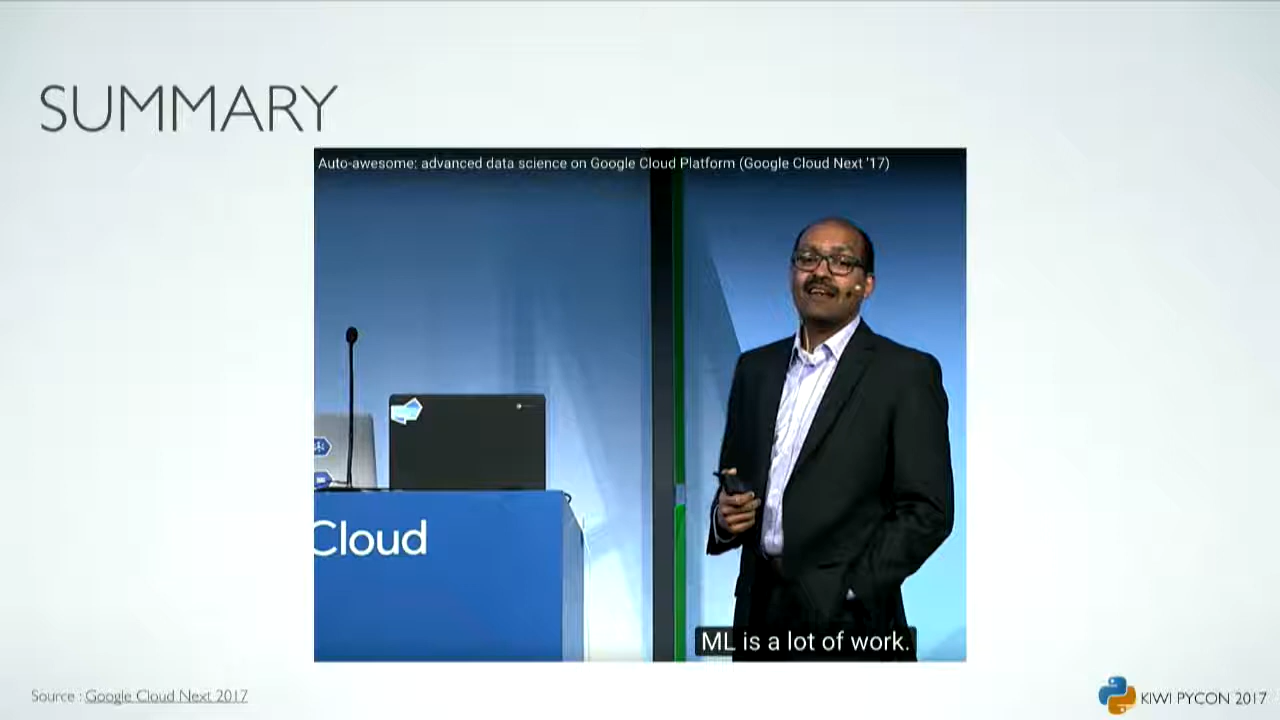 SUMMARY
Auto-awesome: advanced data science on Google Cloud Platform (Google Cloud Next '17)
Cloud
ML is a lot of work.
Source : Google Cloud Next 2017
KIWI PYCON 2017